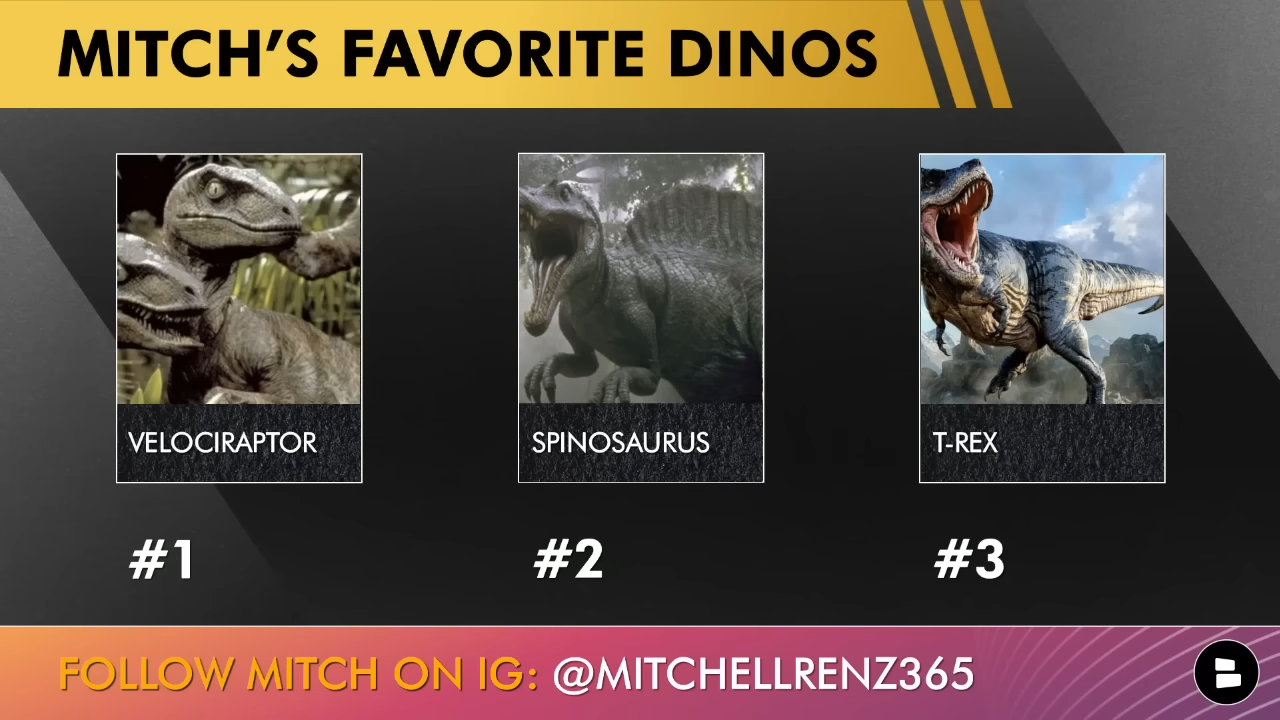 MITCH'S FAVORITE DINOS
VELOCIRAPTOR
SPINOSAURUS
T-REX
#1
#2
#3
FOLLOW MITCH ON IG: @MITCHELLRENZ365